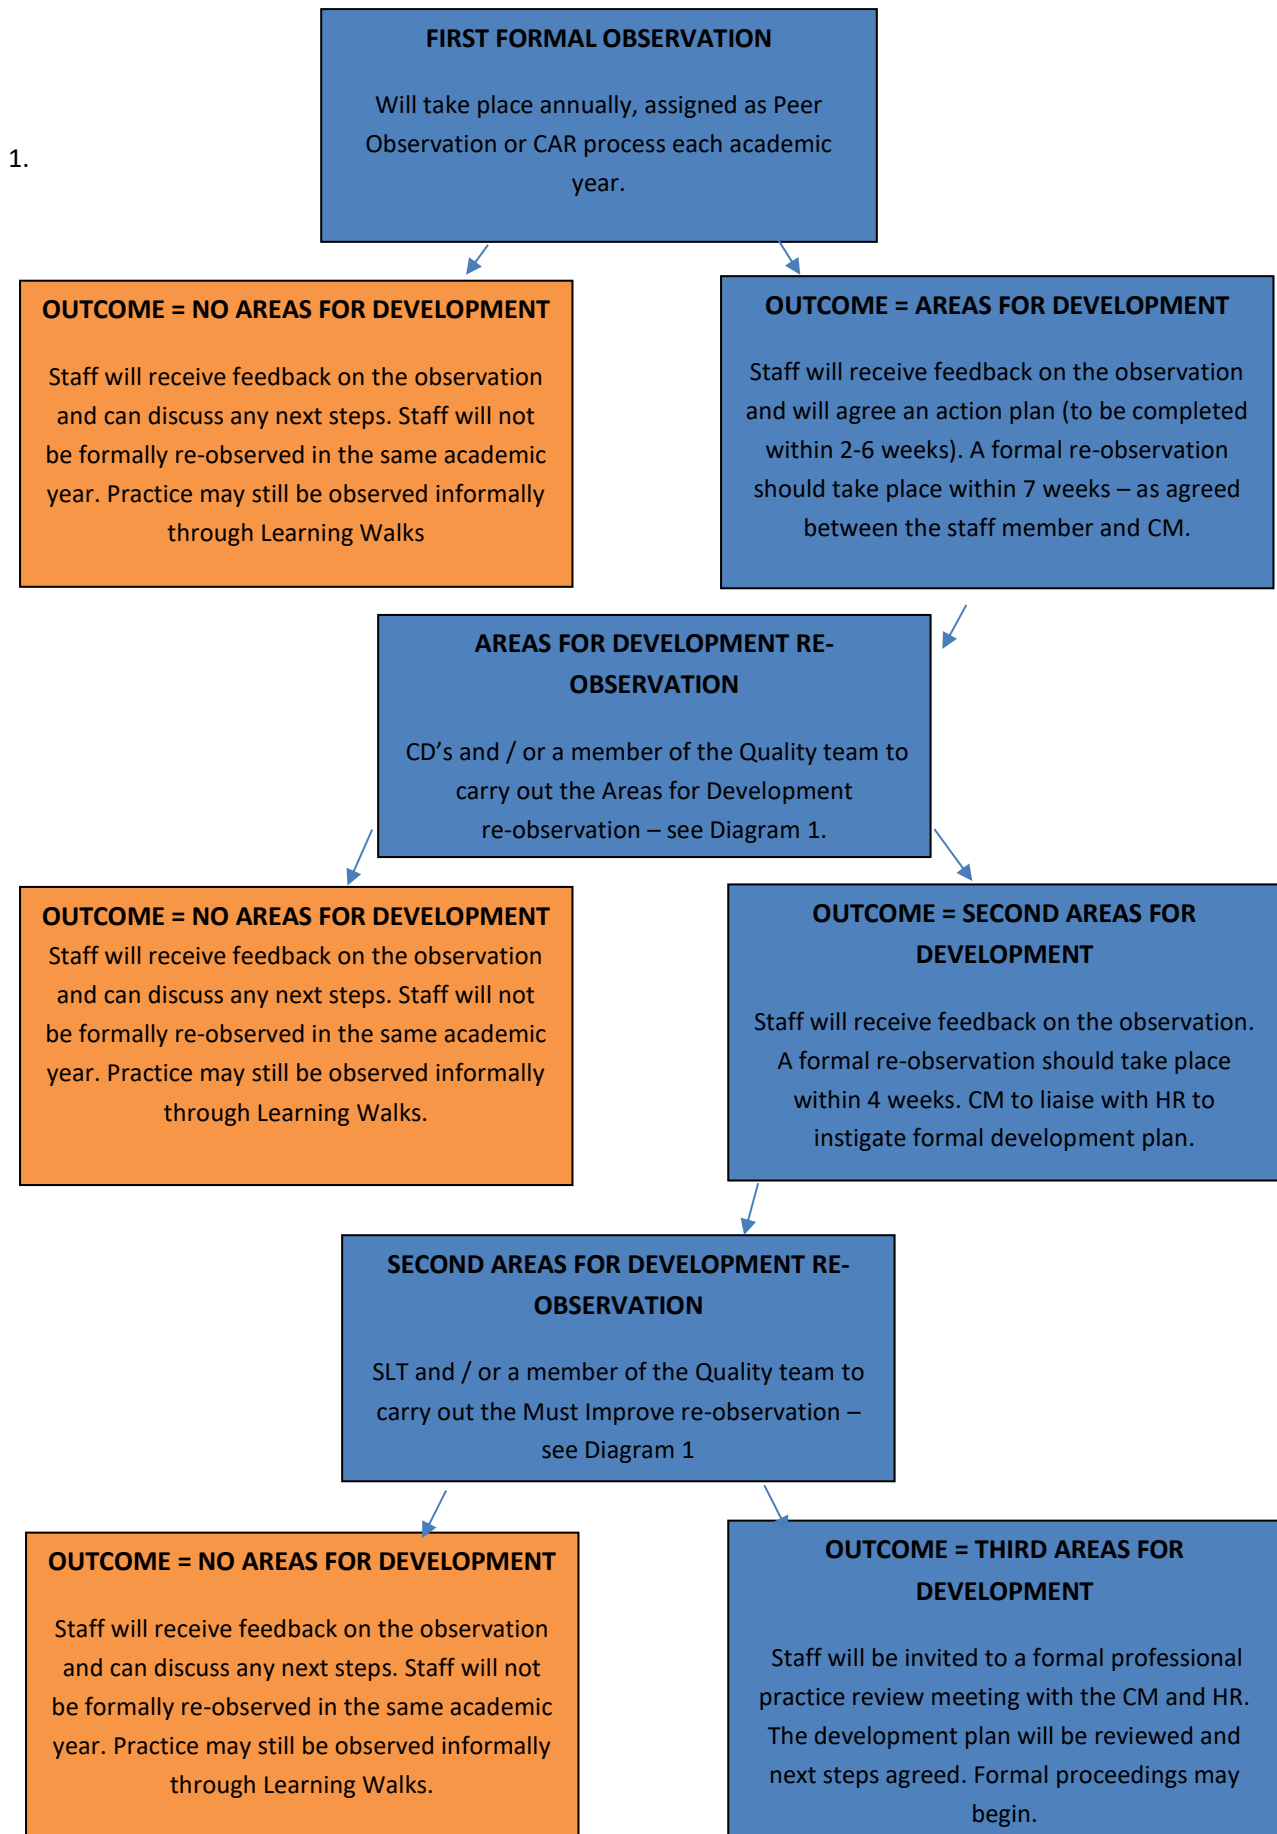 FIRST FORMAL OBSERVATION
Will take place annually, assigned as Peer
Observation or CAR process each academic
year.
1.
OUTCOME = NO AREAS FOR DEVELOPMENT
Staff will receive feedback on the observation
and can discuss any next steps. Staff will not
be formally re-observed in the same academic
year. Practice may still be observed informally
through Learning Walks
OUTCOME = AREAS FOR DEVELOPMENT
Staff will receive feedback on the observation
and will agree an action plan (to be completed
within 2-6 weeks). A formal re-observation
should take place within 7 weeks – as agreed
between the staff member and CM.
AREAS FOR DEVELOPMENT RE-
OBSERVATION
CD’s and / or a member of the Quality team to
carry out the Areas for Development
re-observation – see Diagram 1.
OUTCOME = NO AREAS FOR DEVELOPMENT
Staff will receive feedback on the observation
and can discuss any next steps. Staff will not
be formally re-observed in the same academic
year. Practice may still be observed informally
through Learning Walks.
OUTCOME = SECOND AREAS FOR
DEVELOPMENT
Staff will receive feedback on the observation.
A formal re-observation should take place
within 4 weeks. CM to liaise with HR to
instigate formal development plan.
SECOND AREAS FOR DEVELOPMENT RE-
OBSERVATION
SLT and / or a member of the Quality team to
carry out the Must Improve re-observation –
see Diagram 1
OUTCOME = NO AREAS FOR DEVELOPMENT
Staff will receive feedback on the observation
and can discuss any next steps. Staff will not
be formally re-observed in the same academic
year. Practice may still be observed informally
through Learning Walks.
OUTCOME = THIRD AREAS FOR
DEVELOPMENT
Staff will be invited to a formal professional
practice review meeting with the CM and HR.
The development plan will be reviewed and
next steps agreed. Formal proceedings may
begin.